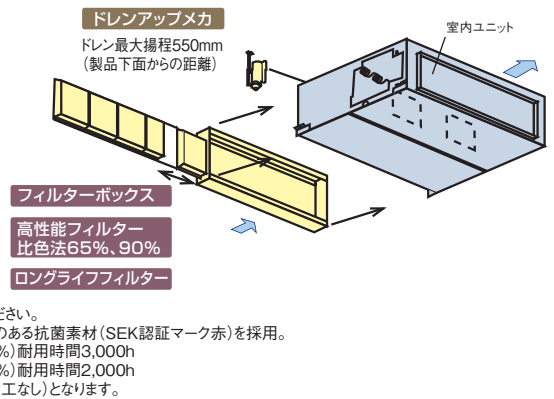 ドレンアップメカ
ドレン最大揚程550mm
（製品下面からの距離）
室内ユニット
フィルターボックス
高性能フィルター
比色法65%、90%
ロングライフフィルター
ださい。
のある抗菌素材（SEK認証マーク赤）を採用。
%）耐用時間3,000h
%）耐用時間2,000h
工なし）となります。